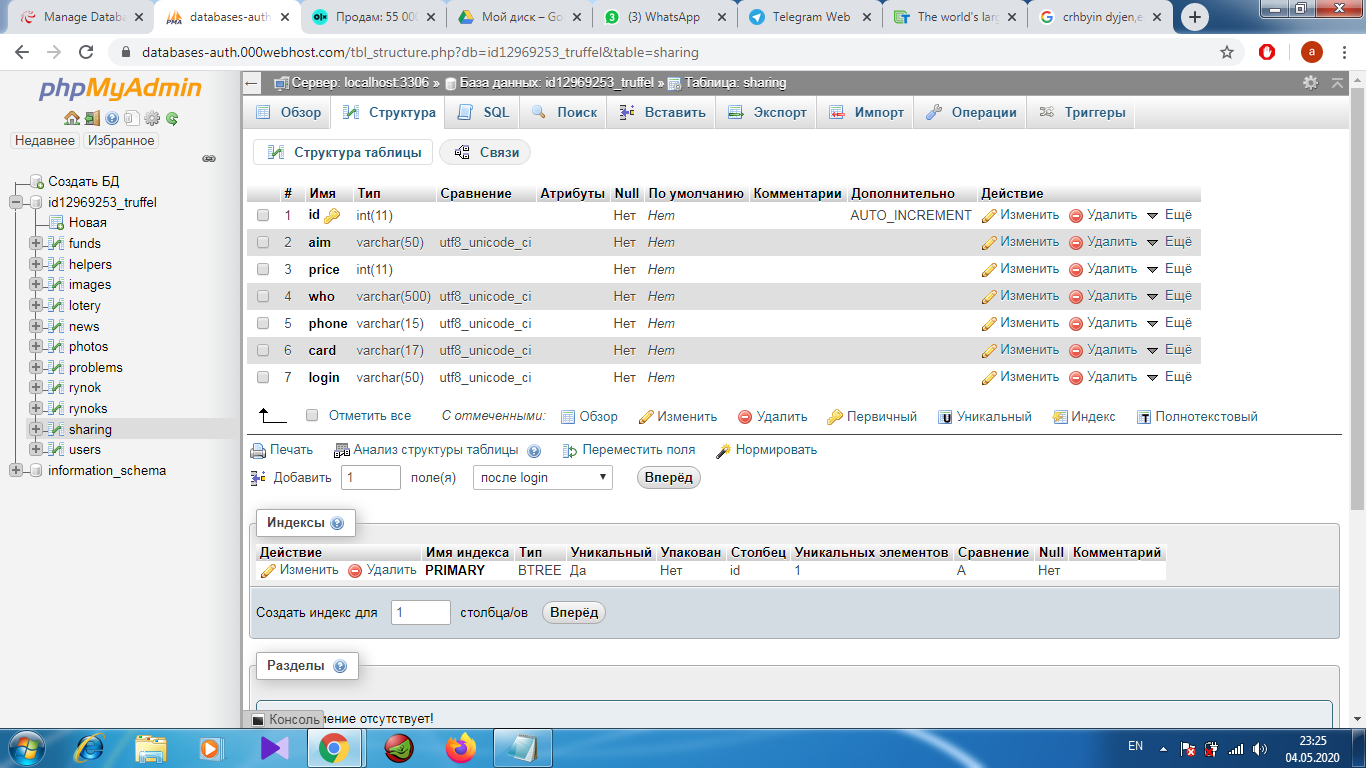 Manage Databa
databases-auth
Продам: 55 000
Мой диск – Go
(3) WhatsApp
Telegram Web
The world's larg
crhbyin dyjen,e
databases-auth.000webhost.com/tbl_structure.php?db=id12969253_truffel&table=sharing
a
phpMyAdmin
Недавнее Избранное
Создать БД
id12969253_truffel
Новая
funds
helpers
images
lotery
news
photos
problems
rynok
rynoks
sharing
users
information_schema
Сервер: localhost:3306 » База данных: id12969253_truffel » Таблица: sharing
Обзор Структура SQL Поиск Вставить Экспорт Импорт Операции Триггеры
Структура таблицы Связи
# Имя Тип Сравнение Атрибуты Null По умолчанию Комментарии Дополнительно Действие
1 id int(11) Нет Нет AUTO_INCREMENT Изменить Удалить Ещё
2 aim varchar(50) utf8_unicode_ci Нет Нет Изменить Удалить Ещё
3 price int(11) Нет Нет Изменить Удалить Ещё
4 who varchar(500) utf8_unicode_ci Нет Нет Изменить Удалить Ещё
5 phone varchar(15) utf8_unicode_ci Нет Нет Изменить Удалить Ещё
6 card varchar(17) utf8_unicode_ci Нет Нет Изменить Удалить Ещё
7 login varchar(50) utf8_unicode_ci Нет Нет Изменить Удалить Ещё
Отметить все С отмеченными: Обзор Изменить Удалить Первичный Уникальный Индекс Полнотекстовый
Печать Анализ структуры таблицы Переместить поля Нормировать
Добавить 1 поле(я) после login Вперёд
Индексы
Действие Имя индекса Тип Уникальный Упакован Столбец Уникальных элементов Сравнение Null Комментарий
Изменить Удалить PRIMARY BTREE Да Нет id 1 A Нет
Создать индекс для 1 столбца/ов Вперёд
Разделы
Консоль мение отсутствует!
EN
23:25
04.05.2020